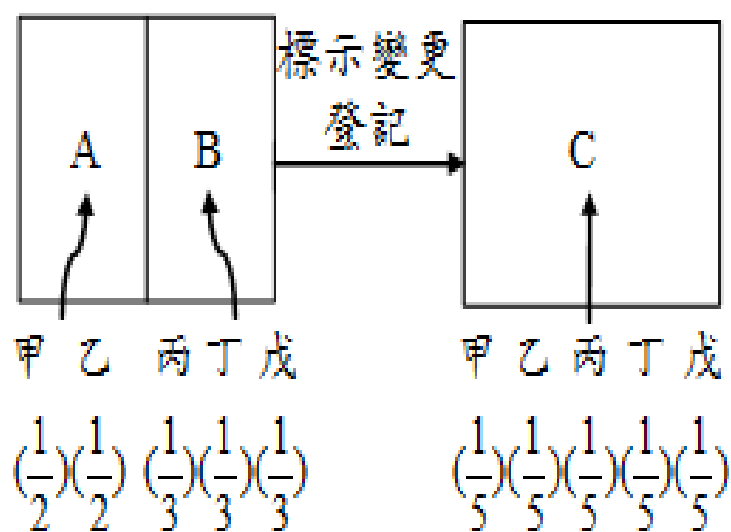 標示變更
登記
A B C
甲 乙 丙 丁 戊 甲 乙 丙 丁 戊
(1/2)(1/2) (1/3)(1/3)(1/3) (1/5)(1/5)(1/5)(1/5)(1/5)